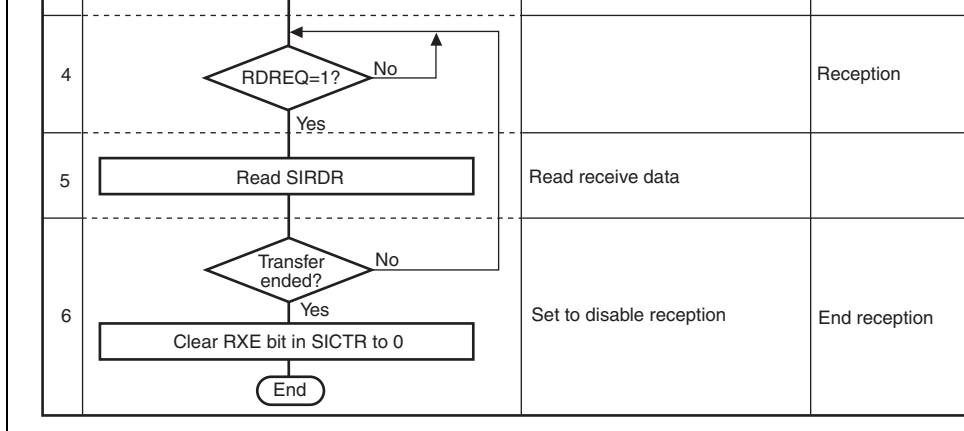 4
RDREQ=1?
No
Reception
Yes
5
Read SIRDR
Read receive data
Transfer
ended?
No
Yes
6
Set to disable reception
End reception
Clear RXE bit in SICTR to 0
End